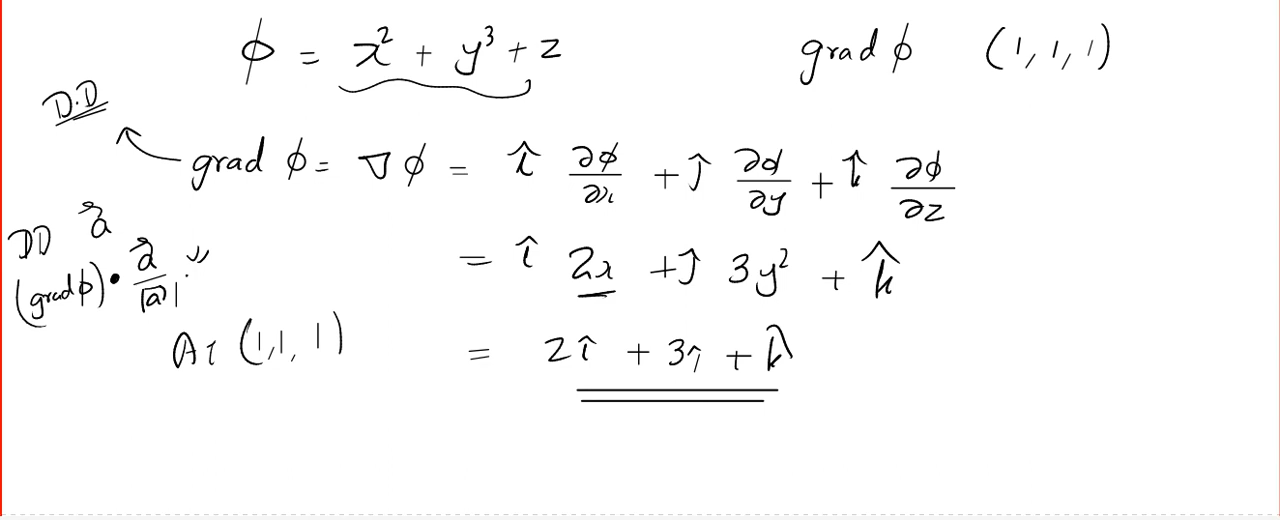 ϕ = x² + y³ + z grad ϕ (1, 1, 1)
D.D
grad ϕ = ∇ ϕ = î ∂ϕ/∂x + ĵ ∂ϕ/∂y + k̂ ∂ϕ/∂z
DD a⃗
= î 2x + ĵ 3y² + k̂
(grad ϕ) • a⃗/|a⃗|
At (1, 1, 1) = 2î + 3ĵ + k̂